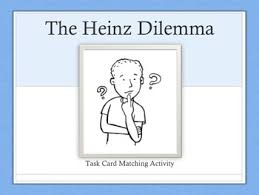 The Heinz Dilemma
? ?
Task Card Matching Activity